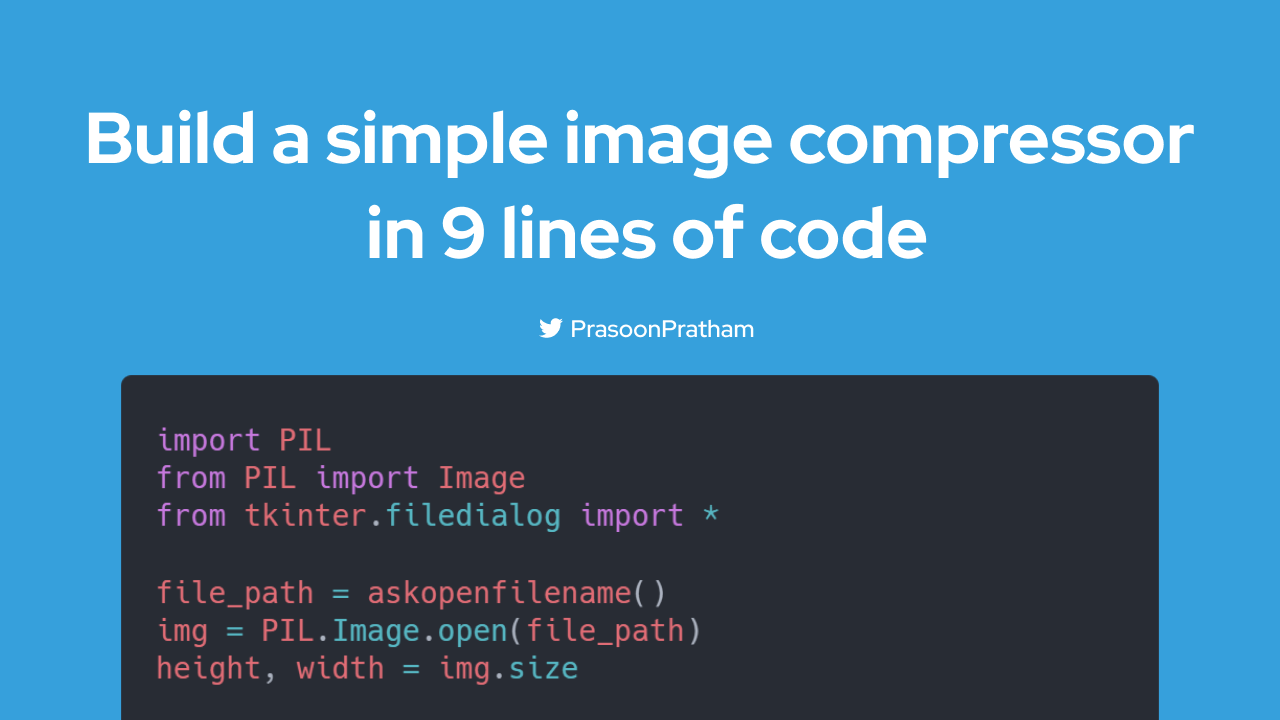 Build a simple image compressor
in 9 lines of code
PrasoonPratham
import PIL
from PIL import Image
from tkinter.filedialog import *
file_path = askopenfilename()
img = PIL.Image.open(file_path)
height, width = img.size